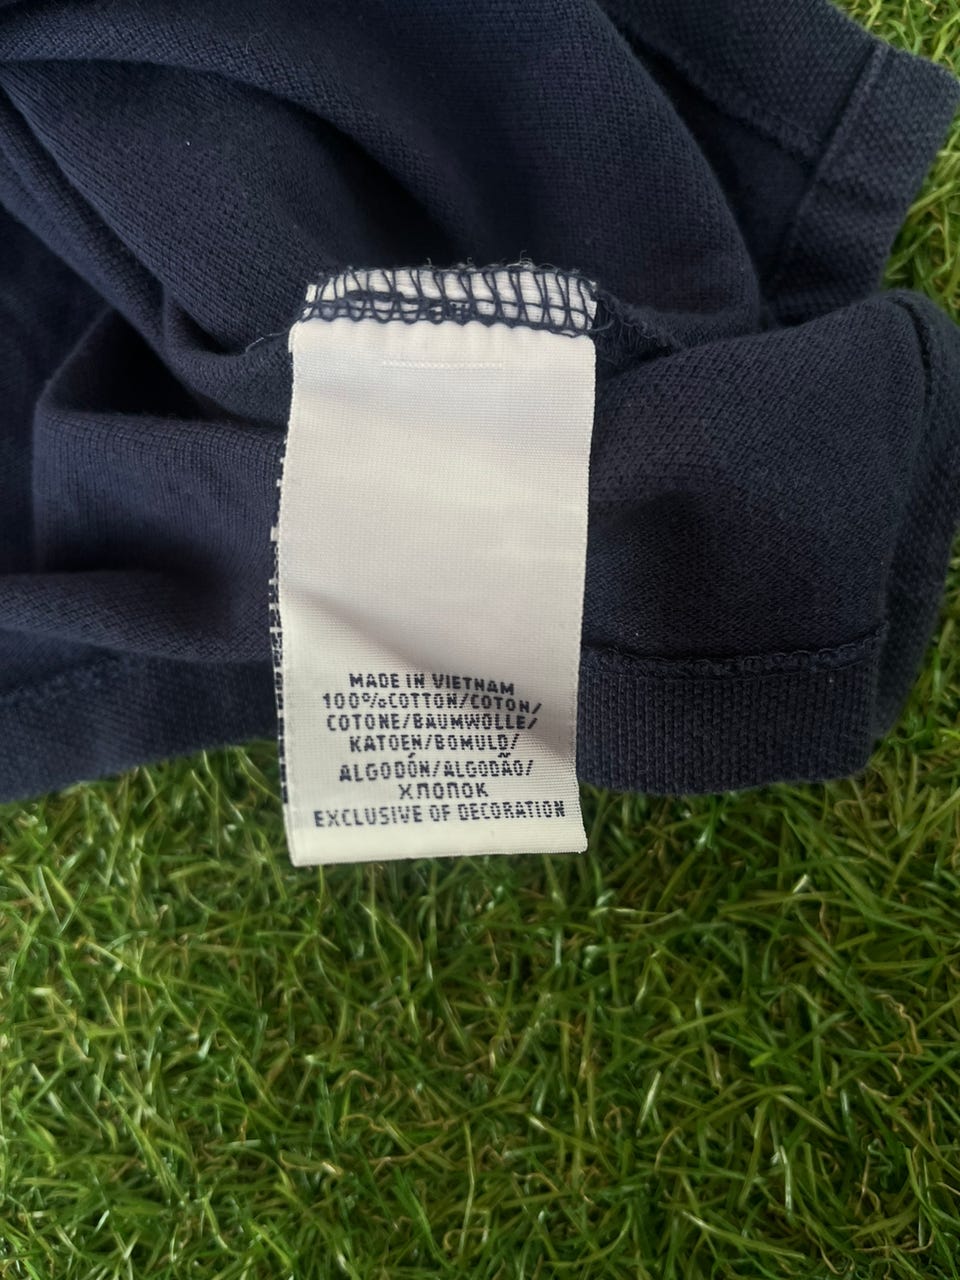 MADE IN VIETNAM
100%COTTON/COTON/
COTONE/BAUMWOLLE/
KATOEN/BOMULD/
ALGODÓN/ALGODÃO/
ХЛОПОК
EXCLUSIVE OF DECORATION